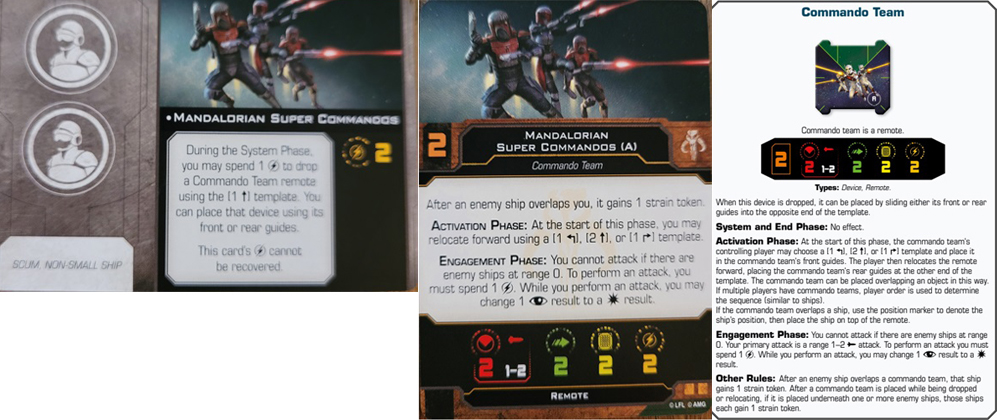 •MANDALORIAN SUPER COMMANDOS
During the System Phase,
you may spend 1 to drop
a Commando Team remote
using the [1 ⬆] template. You
can place that device using its
front or rear guides.
This card's cannot
be recovered.
2
SCUM, NON-SMALL SHIP
2
MANDALORIAN
SUPER COMMANDOS (A)
Commando Team
After an enemy ship overlaps you, it gains 1 strain token.
ACTIVATION PHASE: At the start of this phase, you may
relocate forward using a [1 ↰], [2 ⬆], or [1 ↱] template.
ENGAGEMENT PHASE: You cannot attack if there are
enemy ships at range 0. To perform an attack, you
must spend 1 . While you perform an attack, you may
change 1 result to a result.
2 1-2 2 2 2
REMOTE
© LFL © AMG
Commando Team
Commando team is a remote.
2 2 1-2 2 2 2
Types: Device, Remote.
When this device is dropped, it can be placed by sliding either its front or rear
guides into the opposite end of the template.
System and End Phase: No effect.
Activation Phase: At the start of this phase, the commando team's
controlling player may choose a [1 ↰], [2 ⬆], or [1 ↱] template and place it
in the commando team's front guides. The player then relocates the remote
forward, placing the commando team's rear guides at the other end of the
template. The commando team can be placed overlapping an object in this way.
If multiple players have commando teams, player order is used to determine
the sequence (similar to ships).
If the commando team overlaps a ship, use the position marker to denote the
ship's position, then place the ship on top of the remote.
Engagement Phase: You cannot attack if there are enemy ships at range
0. Your primary attack is a range 1-2 attack. To perform an attack you must
spend 1 . While you perform an attack, you may change 1 result to a
result.
Other Rules: After an enemy ship overlaps a commando team, that ship
gains 1 strain token. After a commando team is placed while being dropped
or relocating, if it is placed underneath one or more enemy ships, those ships
each gain 1 strain token.